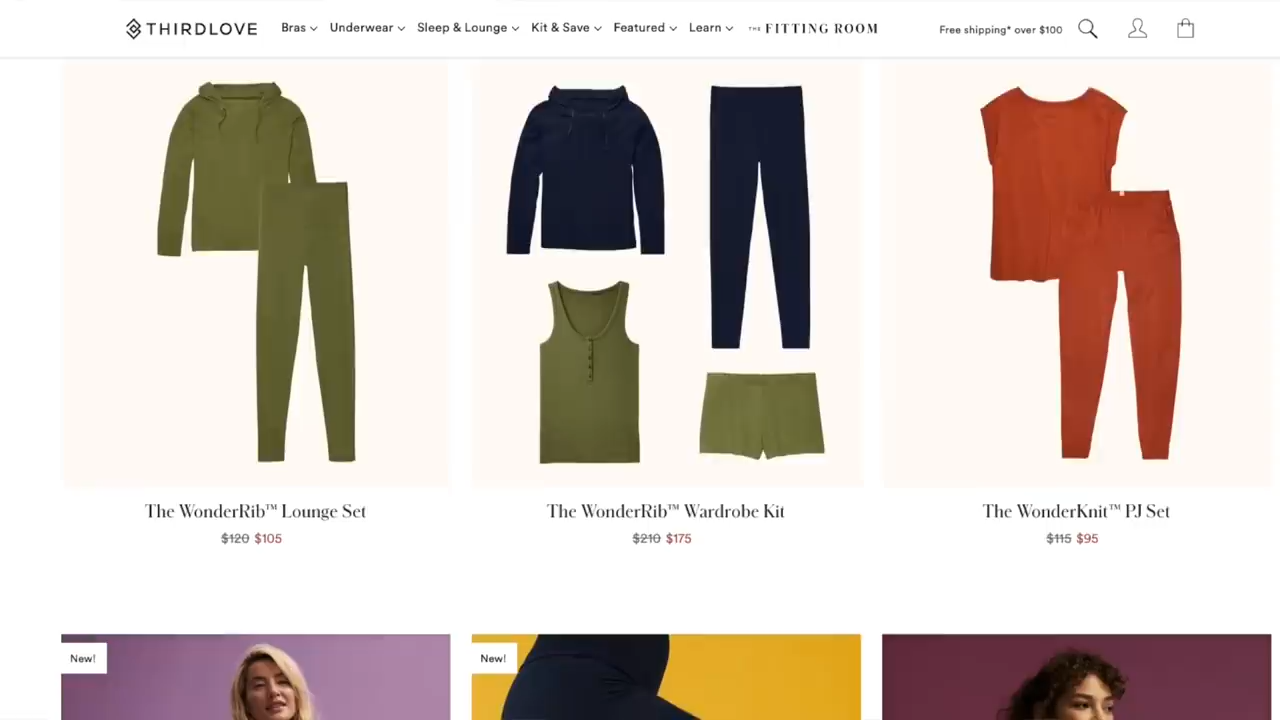 THIRDLOVE
Bras Underwear Sleep & Lounge Kit & Save Featured Learn THE FITTING ROOM Free shipping* over $100
The WonderRib™ Lounge Set
$120 $105
The WonderRib™ Wardrobe Kit
$210 $175
The WonderKnit™ PJ Set
$115 $95
New!
New!